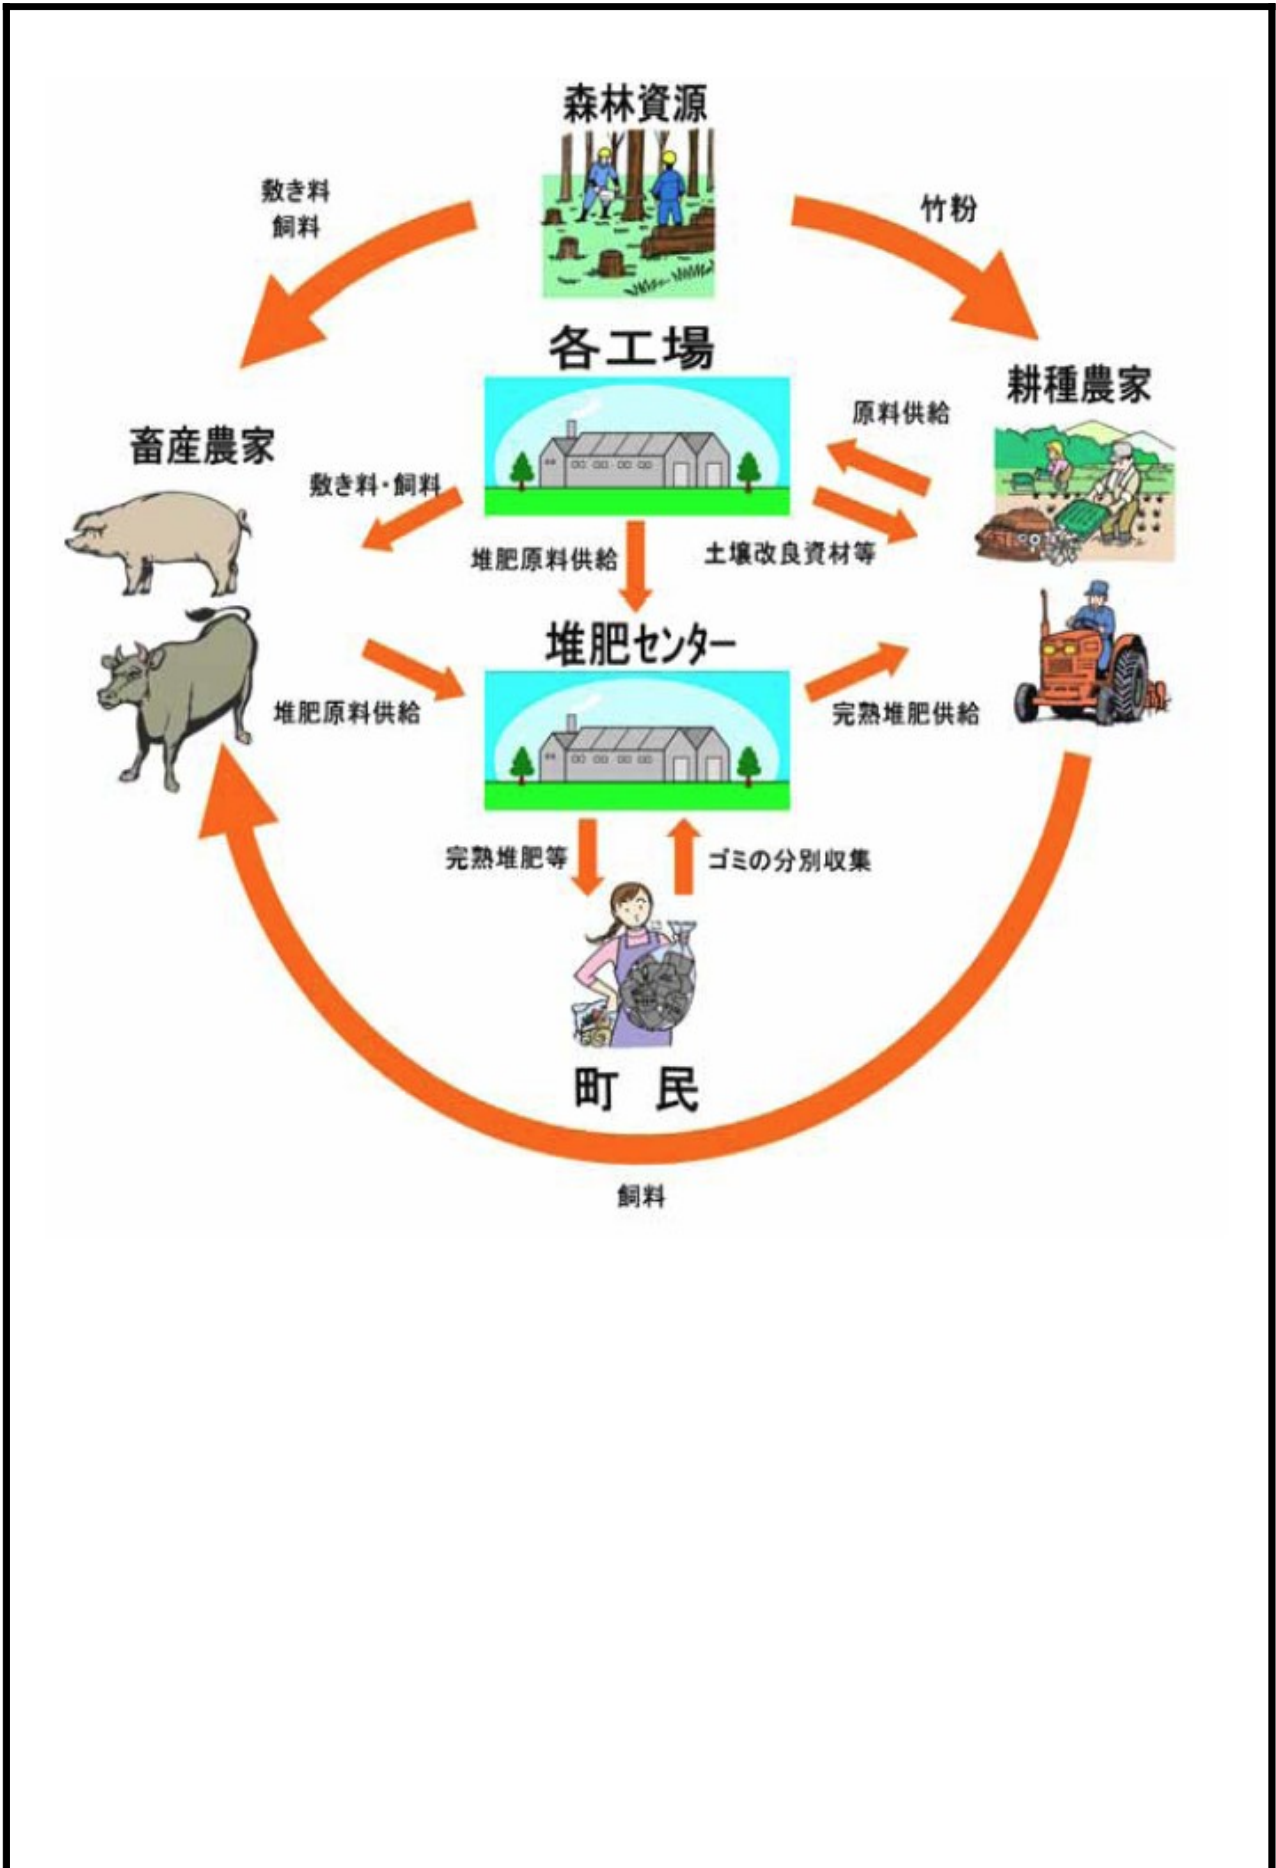 森林資源
敷き料
飼料
竹粉
各工場
耕種農家
原料供給
畜産農家
敷き料・飼料
堆肥原料供給
土壌改良資材等
堆肥センター
堆肥原料供給
完熟堆肥供給
完熟堆肥等
ゴミの分別収集
町 民
飼料